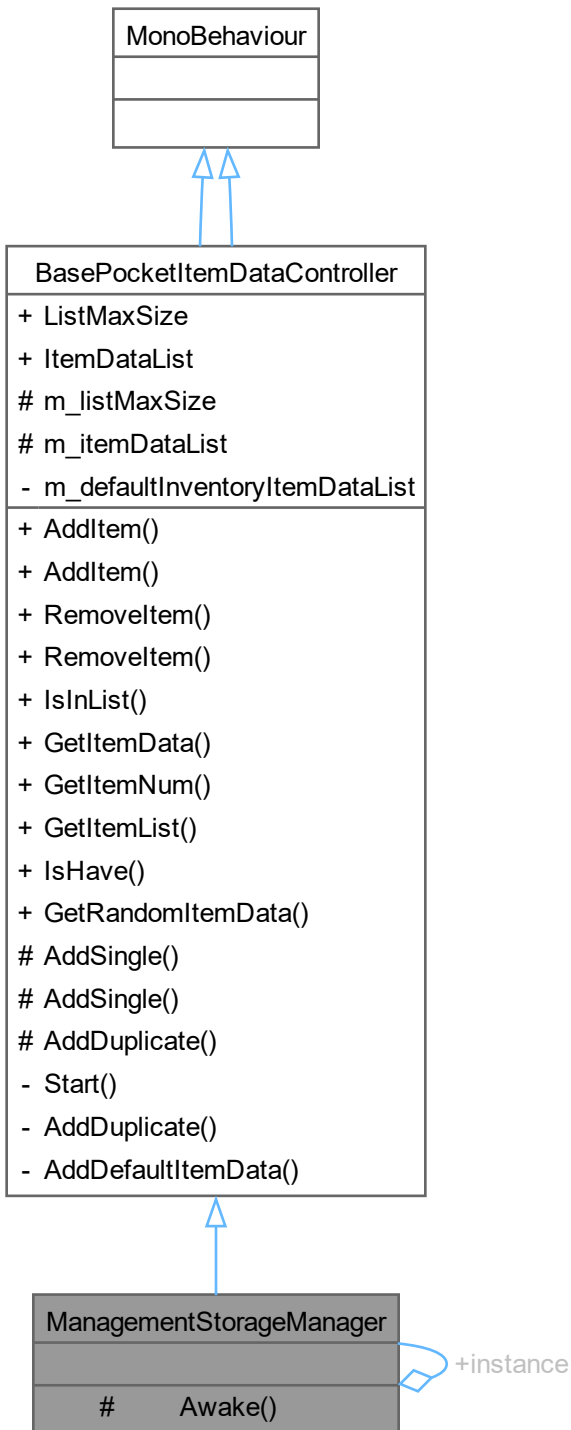 MonoBehaviour
BasePocketItemDataController
+ ListMaxSize
+ ItemDataList
# m_listMaxSize
# m_itemDataList
- m_defaultInventoryItemDataList
+ AddItem()
+ AddItem()
+ RemoveItem()
+ RemoveItem()
+ IsInList()
+ GetItemData()
+ GetItemNum()
+ GetItemList()
+ IsHave()
+ GetRandomItemData()
# AddSingle()
# AddSingle()
# AddDuplicate()
- Start()
- AddDuplicate()
- AddDefaultItemData()
ManagementStorageManager
+instance
# Awake()